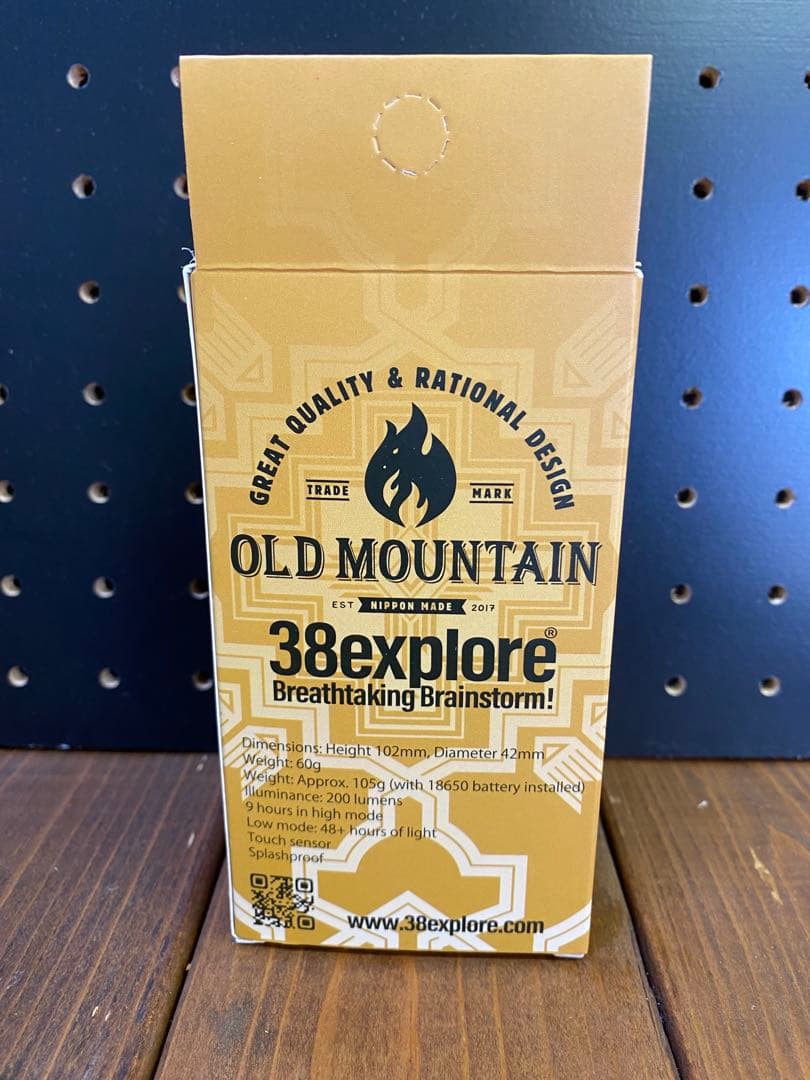 GREAT QUALITY & RATIONAL DESIGN
TRADE MARK
OLD MOUNTAIN
EST NIPPON MADE 2017
38explore®
Breathtaking Brainstorm!
Dimensions: Height 102mm, Diameter 42mm
Weight: 60g
Weight: Approx. 105g (with 18650 battery installed)
Illuminance: 200 lumens
9 hours in high mode
Low mode: 48+ hours of light
Touch sensor
Splashproof
www.38explore.com